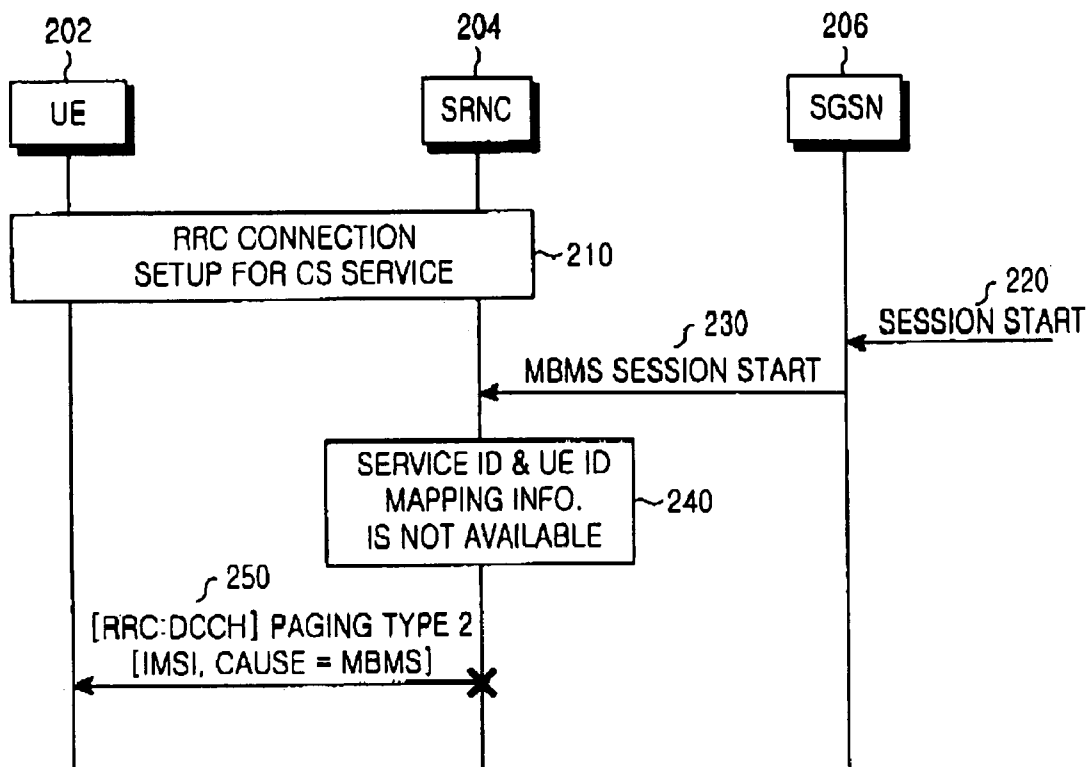 202
204
206
UE
SRNC
SGSN
RRC CONNECTION
SETUP FOR CS SERVICE
210
220
SESSION START
230
MBMS SESSION START
SERVICE ID & UE ID
MAPPING INFO.
IS NOT AVAILABLE
240
250
[RRC:DCCH] PAGING TYPE 2
[IMSI, CAUSE = MBMS]